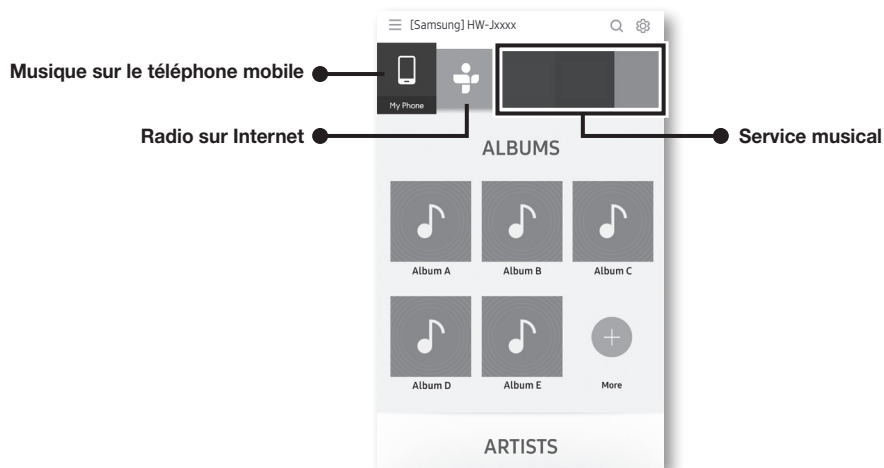 [Samsung] HW-Jxxxx
Musique sur le téléphone mobile
My Phone
Radio sur Internet
Service musical
ALBUMS
Album A Album B Album C
Album D Album E More
ARTISTS